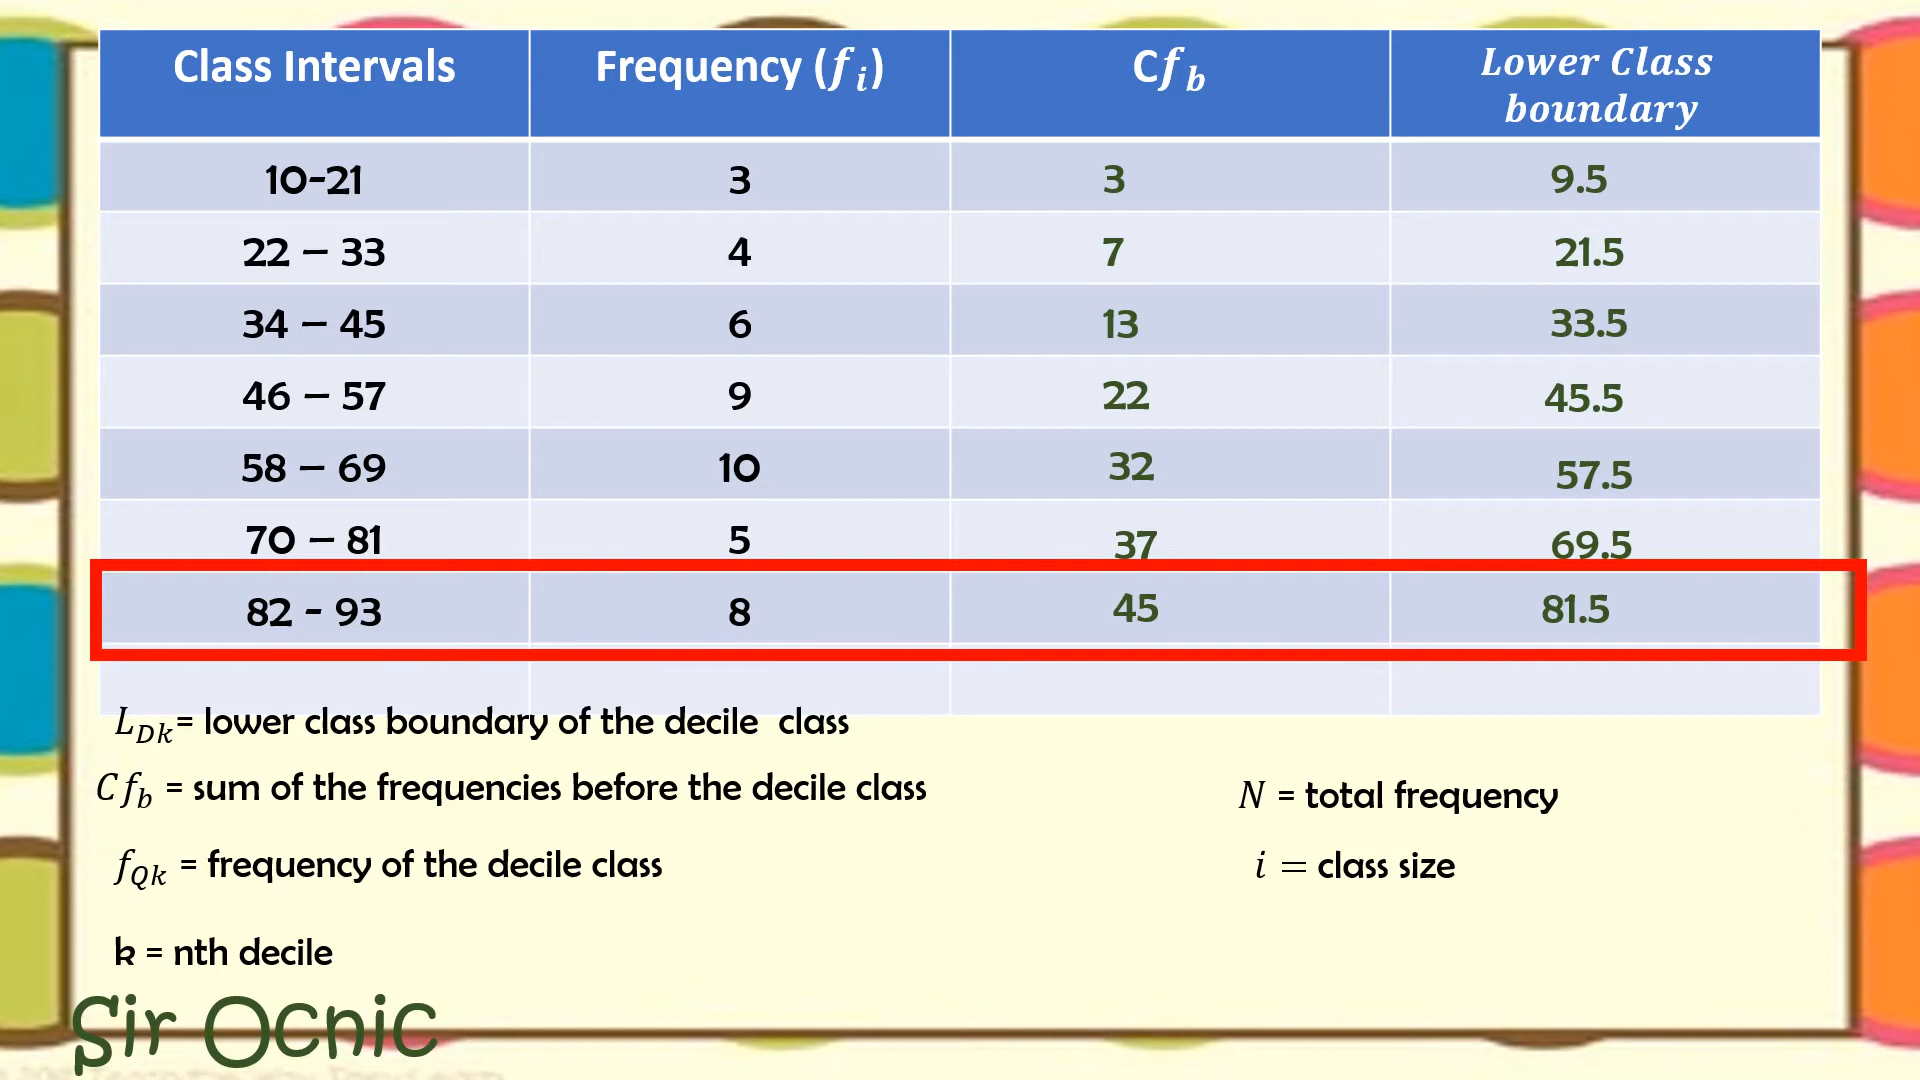 Class Intervals Frequency (fᵢ) Cf_b Lower Class boundary
10-21 3 3 9.5
22 – 33 4 7 21.5
34 – 45 6 13 33.5
46 – 57 9 22 45.5
58 – 69 10 32 57.5
70 – 81 5 37 69.5
82 - 93 8 45 81.5
L_Dk= lower class boundary of the decile class
Cf_b = sum of the frequencies before the decile class
N = total frequency
f_Qk = frequency of the decile class
i = class size
k = nth decile
Sir Ocnic